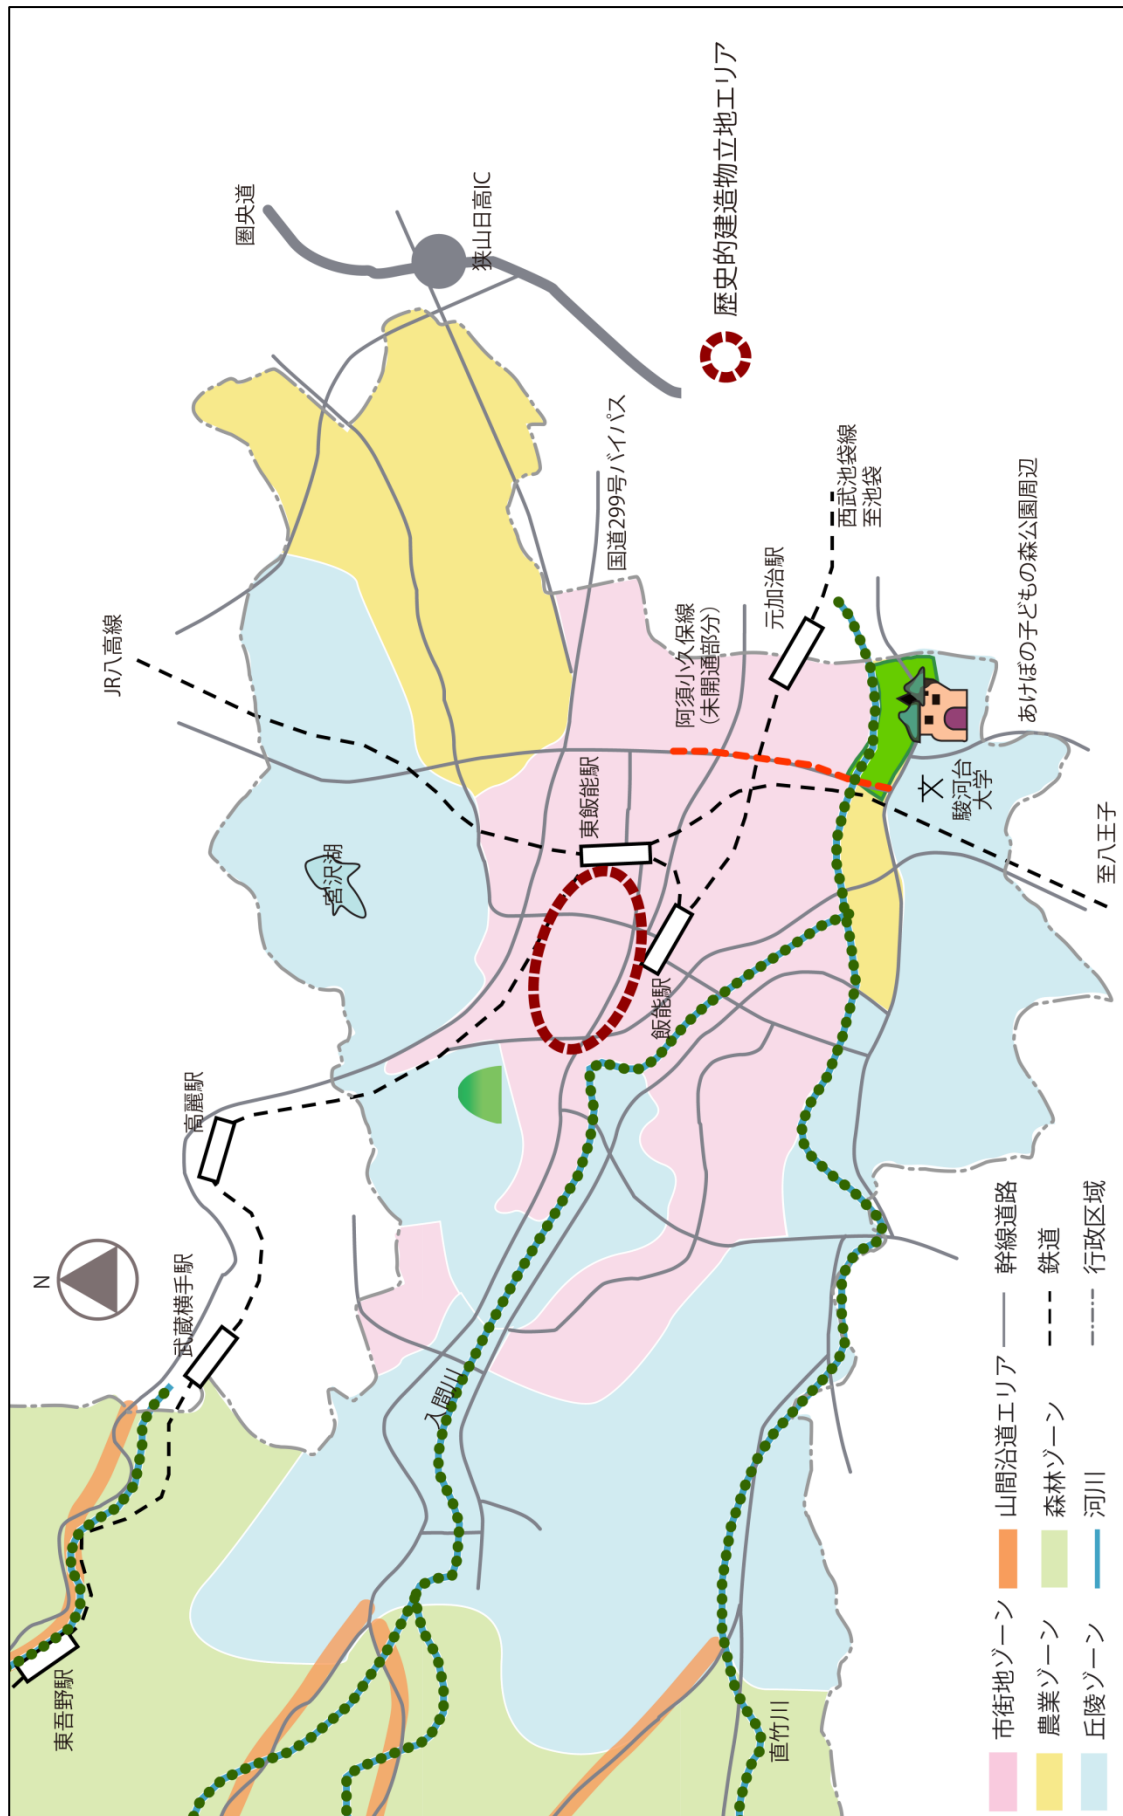 東吾野駅
武蔵横手駅
N
高麗駅
JR八高線
圏央道
狭山日高IC
宮沢湖
入間川
国道299号バイパス
歴史的建造物立地エリア
東飯能駅
飯能駅
阿須小久保線
（未開通部分）
元加治駅
西武池袋線
至池袋
直竹川
駿河台
大学
あけぼの子どもの森公園周辺
至八王子
市街地ゾーン
農業ゾーン
丘陵ゾーン
山間沿道エリア
森林ゾーン
河川
幹線道路
鉄道
行政区域